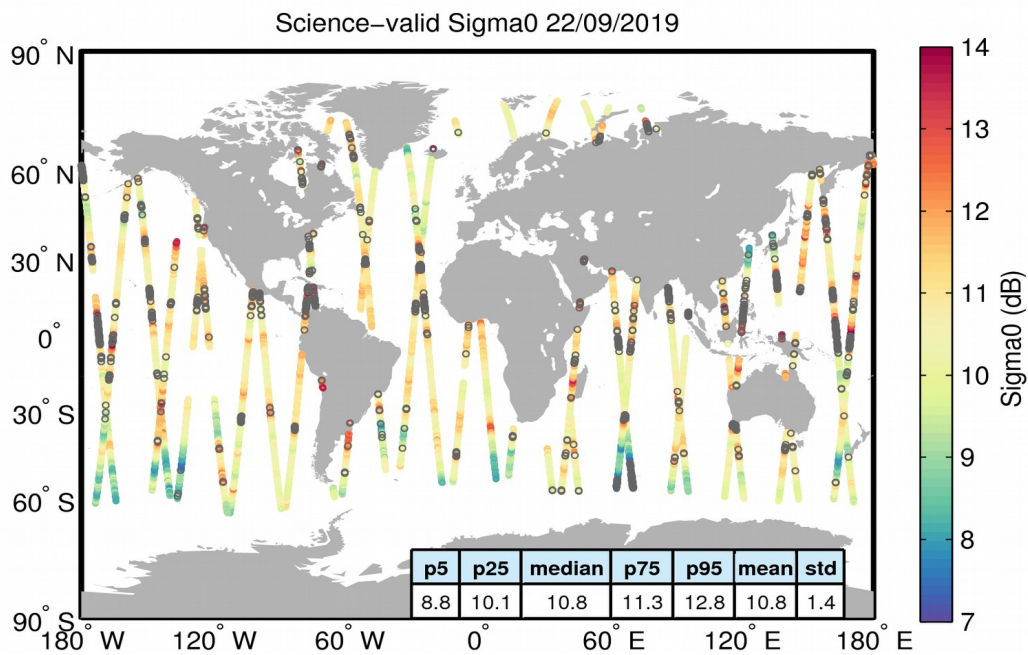 Science−valid Sigma0 22/09/2019
90° N
60° N
30° N
0°
30° S
60° S
90° S
180° W
120° W
60° W
0°
60° E
120° E
180° E
p5 p25 median p75 p95 mean std
8.8 10.1 10.8 11.3 12.8 10.8 1.4
14
13
12
11
10
9
8
7
Sigma0 (dB)